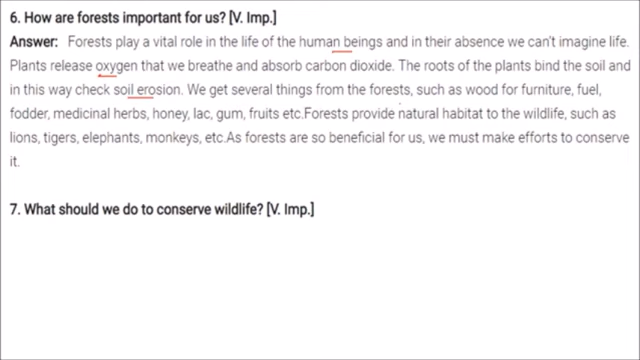 6. How are forests important for us? [V. Imp.]
Answer: Forests play a vital role in the life of the human beings and in their absence we can't imagine life.
Plants release oxygen that we breathe and absorb carbon dioxide. The roots of the plants bind the soil and
in this way check soil erosion. We get several things from the forests, such as wood for furniture, fuel,
fodder, medicinal herbs, honey, lac, gum, fruits etc.Forests provide natural habitat to the wildlife, such as
lions, tigers, elephants, monkeys, etc.As forests are so beneficial for us, we must make efforts to conserve
it.
7. What should we do to conserve wildlife? [V. Imp.]